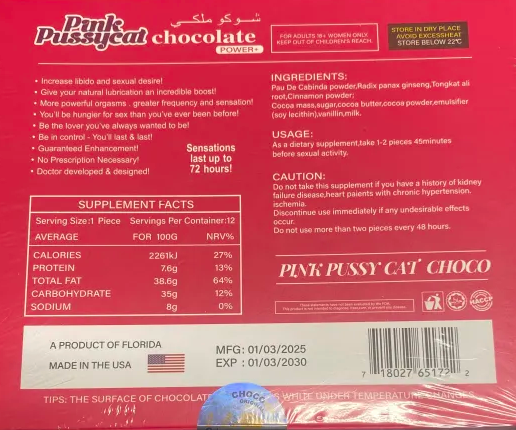 Pink Pussycat
شوكو ملكي
chocolate
POWER+
FOR ADULTS 18+ WOMEN ONLY.
KEEP OUT OF CHILDREN'S REACH.
STORE IN DRY PLACE
AVOID EXCESSHEAT
STORE BELOW 22℃
• Increase libido and sexual desire!
• Give your natural lubrication an incredible boost!
• More powerful orgasms . greater frequency and sensation!
• You'll be hungier for sex than you've ever been before!
• Be the lover you've always wanted to be!
• Be in control - You'll last & last!
• Guaranteed Enhancement!
• No Prescription Necessary!
• Doctor developed & designed!
Sensations
last up to
72 hours!
SUPPLEMENT FACTS
Serving Size:1 Piece Servings Per Container:12
AVERAGE FOR 100G NRV%
CALORIES 2261kJ 27%
PROTEIN 7.6g 13%
TOTAL FAT 38.6g 64%
CARBOHYDRATE 35g 12%
SODIUM 8g 0%
INGREDIENTS:
Pau De Cabinda powder,Radix panax ginseng,Tongkat ali
root,Cinnamon powder;
Cocoa mass,sugar,cocoa butter,cocoa powder,emulsifier
(soy lecithin),vanillin,milk.
USAGE:
As a dietary supplement,take 1-2 pieces 45minutes
before sexual activity.
CAUTION:
Do not take this supplement if you have a history of kidney
failure disease,heart paients with chronic hypertension,
ischemia.
Discontinue use immediately if any undesirable effects
occur.
Do not use more than two pieces every 48 hours.
PINK PUSSY CAT CHOCO
HACCP
A PRODUCT OF FLORIDA
MADE IN THE USA
MFG: 01/03/2025
EXP : 01/03/2030
7 18027 65172 2
TIPS: THE SURFACE OF CHOCOLAT
S WHITE UNDER TEMPERATURE CHANGES
CHOCO